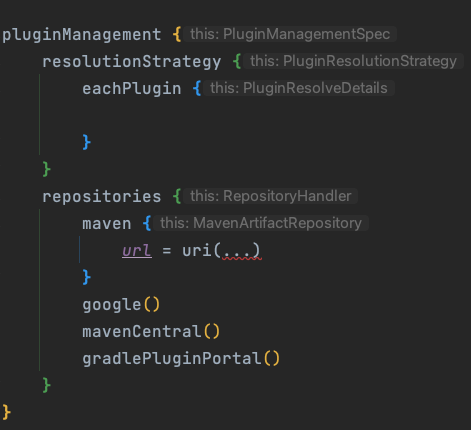 pluginManagement { this: PluginManagementSpec
    resolutionStrategy { this: PluginResolutionStrategy
        eachPlugin { this: PluginResolveDetails
        }
    }
    repositories { this: RepositoryHandler
        maven { this: MavenArtifactRepository
            url = uri(...)
        }
        google()
        mavenCentral()
        gradlePluginPortal()
    }
}